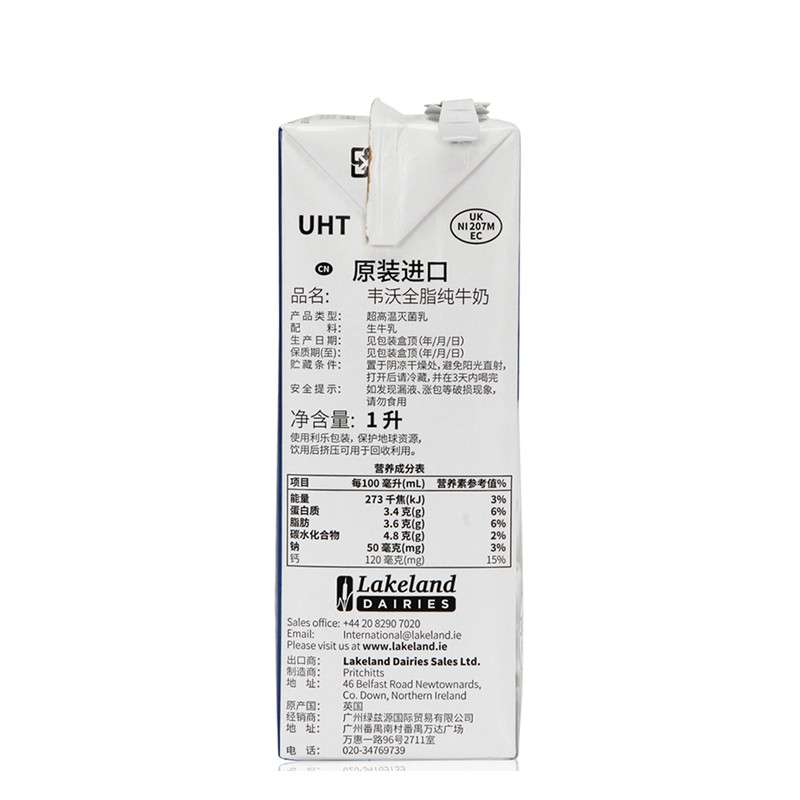 UHT
UK
NI207M
EC
CN 原装进口
品名: 韦沃全脂纯牛奶
产品类型: 超高温灭菌乳
配 料: 生牛乳
生产日期: 见包装盒顶(年/月/日)
保质期(至): 见包装盒顶(年/月/日)
贮藏条件: 置于阴凉干燥处,避免阳光直射,
打开后请冷藏,并在3天内喝完
安全提示: 如发现漏液、涨包等破损现象,
请勿食用
净含量: 1 升
使用利乐包装,保护地球资源,
饮用后挤压可用于回收利用。
营养成分表
项目 每100 毫升(mL) 营养素参考值%
能量 273 千焦(kJ) 3%
蛋白质 3.4 克(g) 6%
脂肪 3.6 克(g) 6%
碳水化合物 4.8 克(g) 2%
钠 50 毫克(mg) 3%
钙 120 毫克(mg) 15%
Lakeland
DAIRIES
Sales office: +44 20 8290 7020
Email: International@lakeland.ie
Please visit us at www.lakeland.ie
出口商: Lakeland Dairies Sales Ltd.
制造商: Pritchitts
地 址: 46 Belfast Road Newtownards,
Co. Down, Northern Ireland
原产国: 英国
经销商: 广州绿兹源国际贸易有限公司
地 址: 广州番禺南村番禺万达广场
万惠一路96号2711室
电 话: 020-34769739